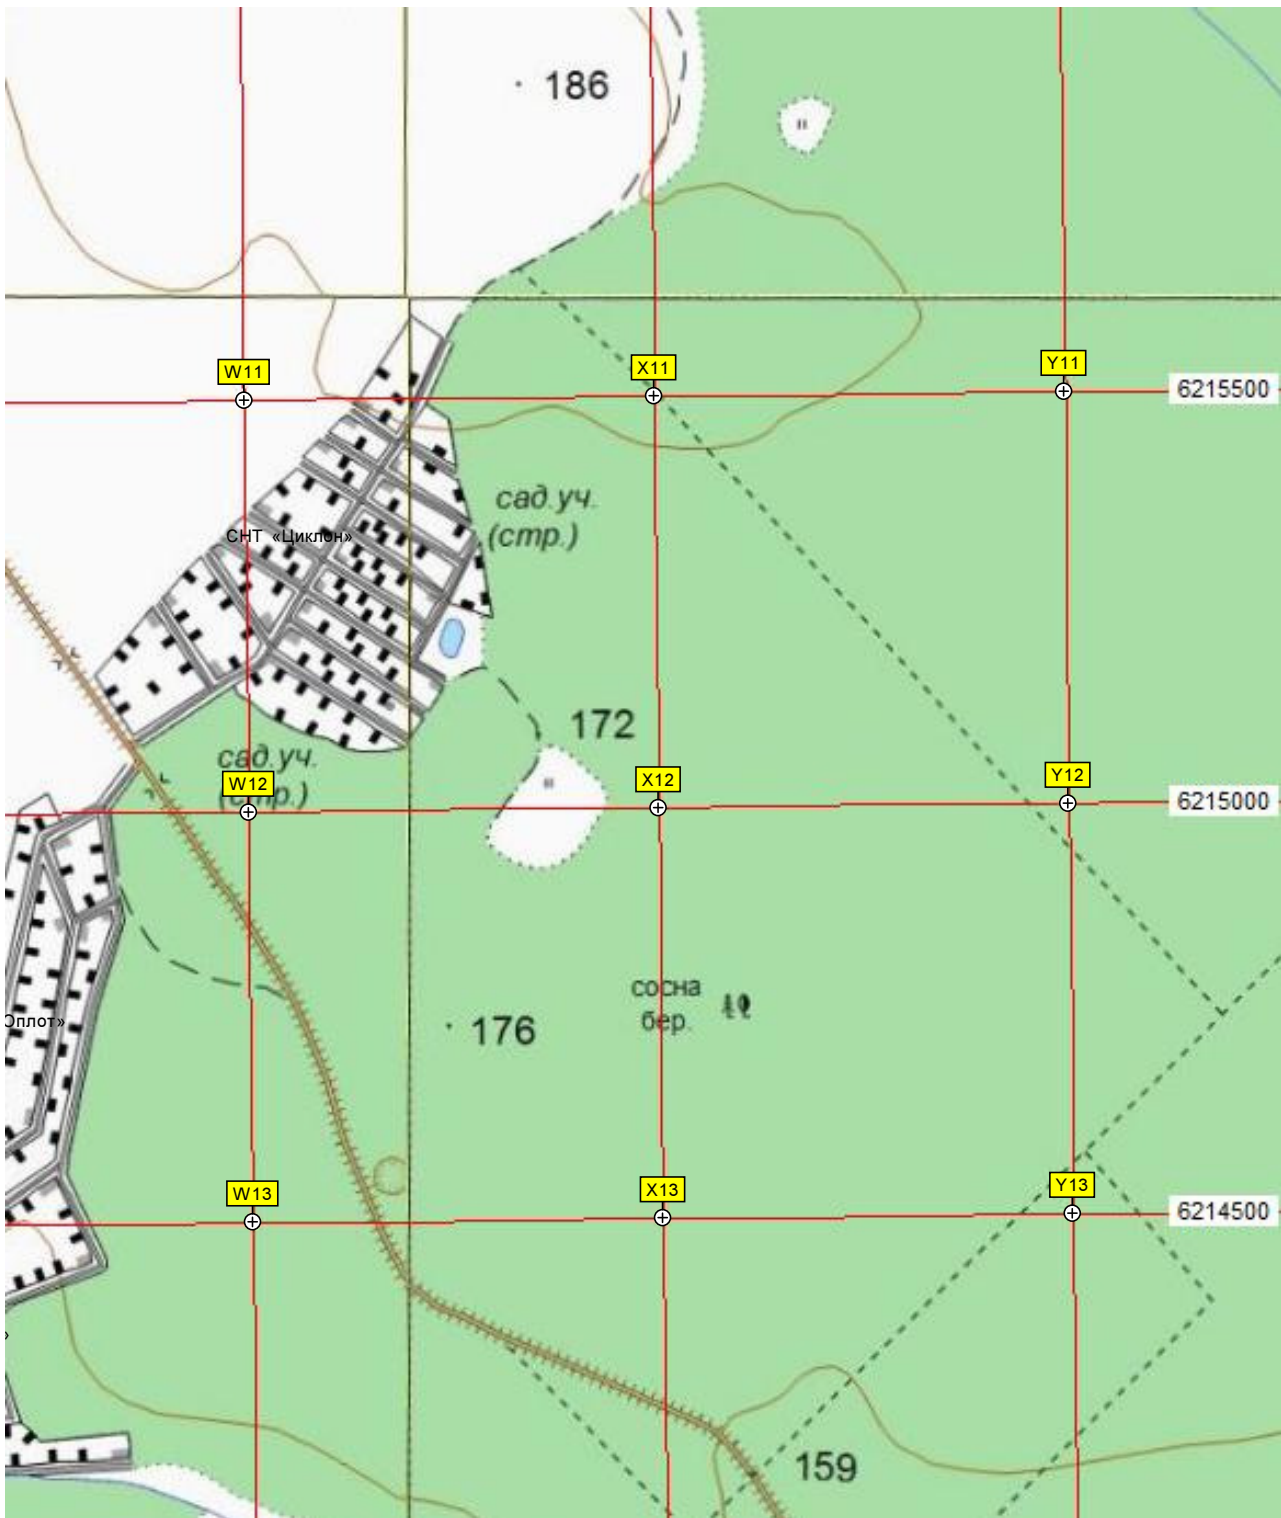 186
W11
X11
Y11
6215500
сад.уч.
(стр.)
СНТ «Циклон»
172
сад.уч.
(стр.)
W12
X12
Y12
6215000
сосна
бер.
176
Оплот»
W13
X13
Y13
6214500
»
159